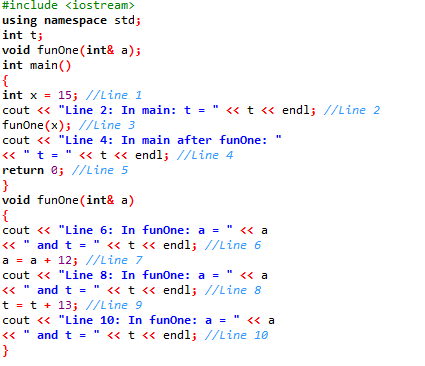 #include <iostream>
using namespace std;
int t;
void funOne(int& a);
int main()
{
int x = 15; //Line 1
cout << "Line 2: In main: t = " << t << endl; //Line 2
funOne(x); //Line 3
cout << "Line 4: In main after funOne: "
<< " t = " << t << endl; //Line 4
return 0; //Line 5
}
void funOne(int& a)
{
cout << "Line 6: In funOne: a = " << a
<< " and t = " << t << endl; //Line 6
a = a + 12; //Line 7
cout << "Line 8: In funOne: a = " << a
<< " and t = " << t << endl; //Line 8
t = t + 13; //Line 9
cout << "Line 10: In funOne: a = " << a
<< " and t = " << t << endl; //Line 10
}